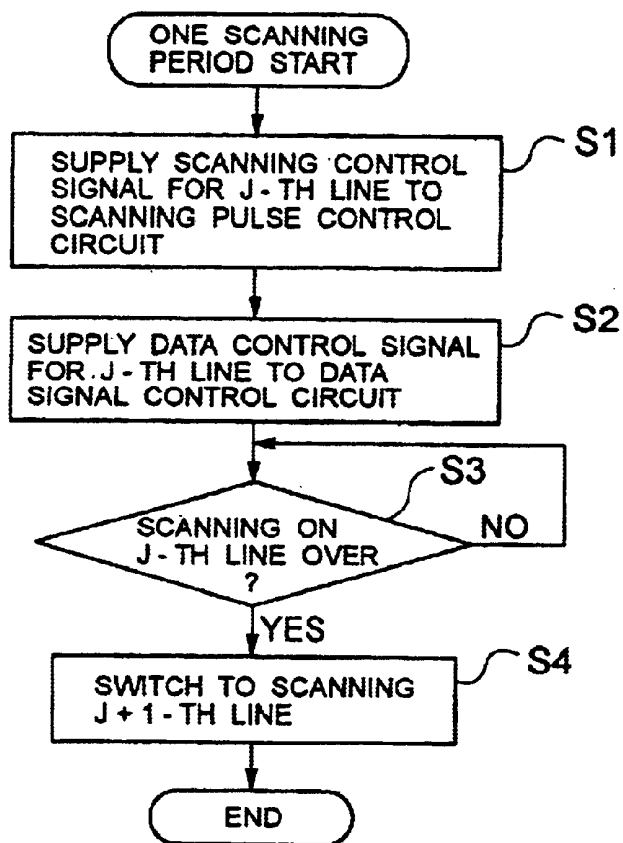 ONE SCANNING
PERIOD START
S1
SUPPLY SCANNING CONTROL
SIGNAL FOR J-TH LINE TO
SCANNING PULSE CONTROL
CIRCUIT
S2
SUPPLY DATA CONTROL SIGNAL
FOR J-TH LINE TO DATA
SIGNAL CONTROL CIRCUIT
S3
SCANNING ON
J-TH LINE OVER
?
NO
YES
S4
SWITCH TO SCANNING
J+1-TH LINE
END